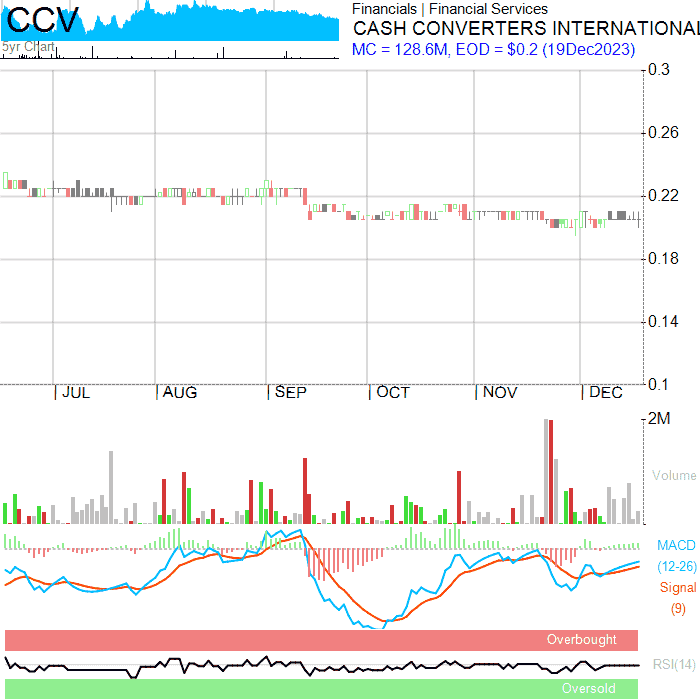 CCV
5yr Chart
Financials | Financial Services
CASH CONVERTERS INTERNATIONAL
MC = 128.6M, EOD = $0.2 (19Dec2023)
0.3
0.26
0.22
0.18
0.14
0.1
| JUL | AUG | SEP | OCT | NOV | DEC
2M
Volume
MACD
(12-26)
Signal
(9)
Overbought
RSI(14)
Oversold